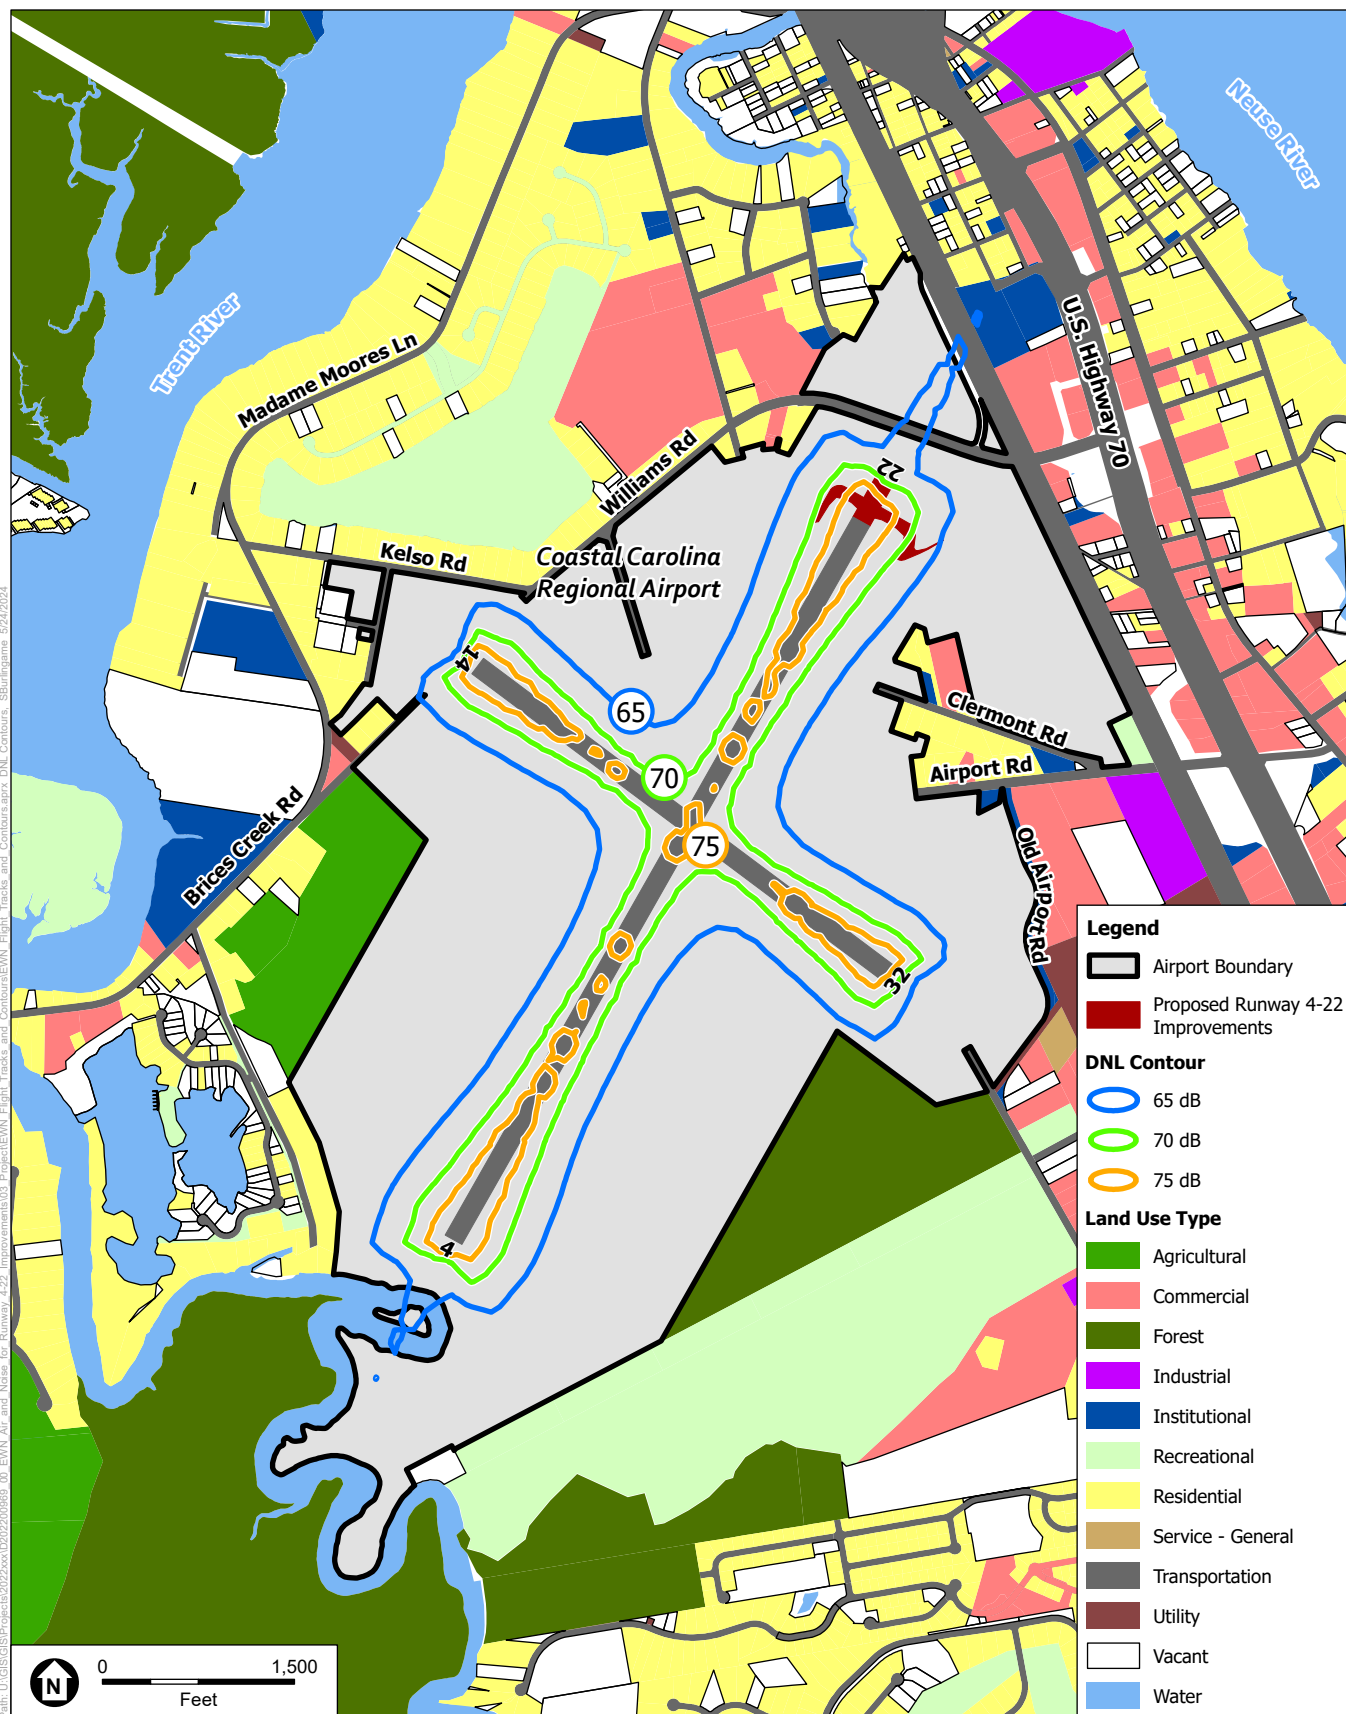 Neuse River
Trent River
Madame Moores Ln
U.S. Highway 70
Williams Rd
22
Kelso Rd
Coastal Carolina
Regional Airport
14
65
Clermont Rd
70
Airport Rd
75
Brices Creek Rd
Old Airport Rd
32
4
Legend
Airport Boundary
Proposed Runway 4-22
Improvements
DNL Contour
65 dB
70 dB
75 dB
Land Use Type
Agricultural
Commercial
Forest
Industrial
Institutional
Recreational
Residential
Service - General
Transportation
Utility
Vacant
Water
N
0 1,500
Feet